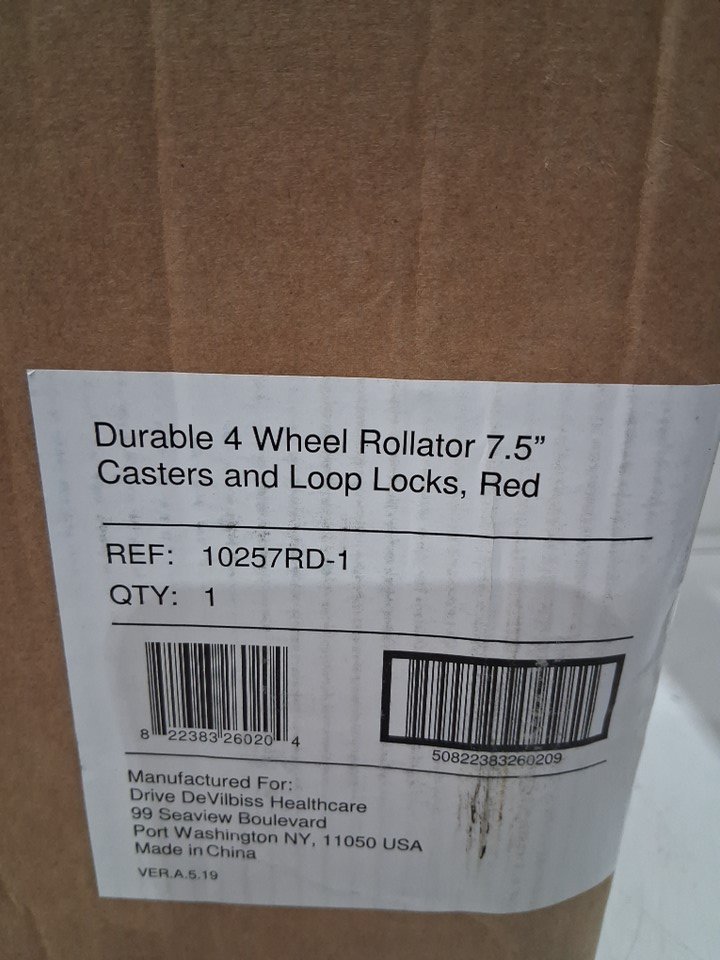 Durable 4 Wheel Rollator 7.5”
Casters and Loop Locks, Red
REF: 10257RD-1
QTY: 1
8 22383 26020 4
50822383260209
Manufactured For:
Drive DeVilbiss Healthcare
99 Seaview Boulevard
Port Washington NY, 11050 USA
Made in China
VER.A.5.19